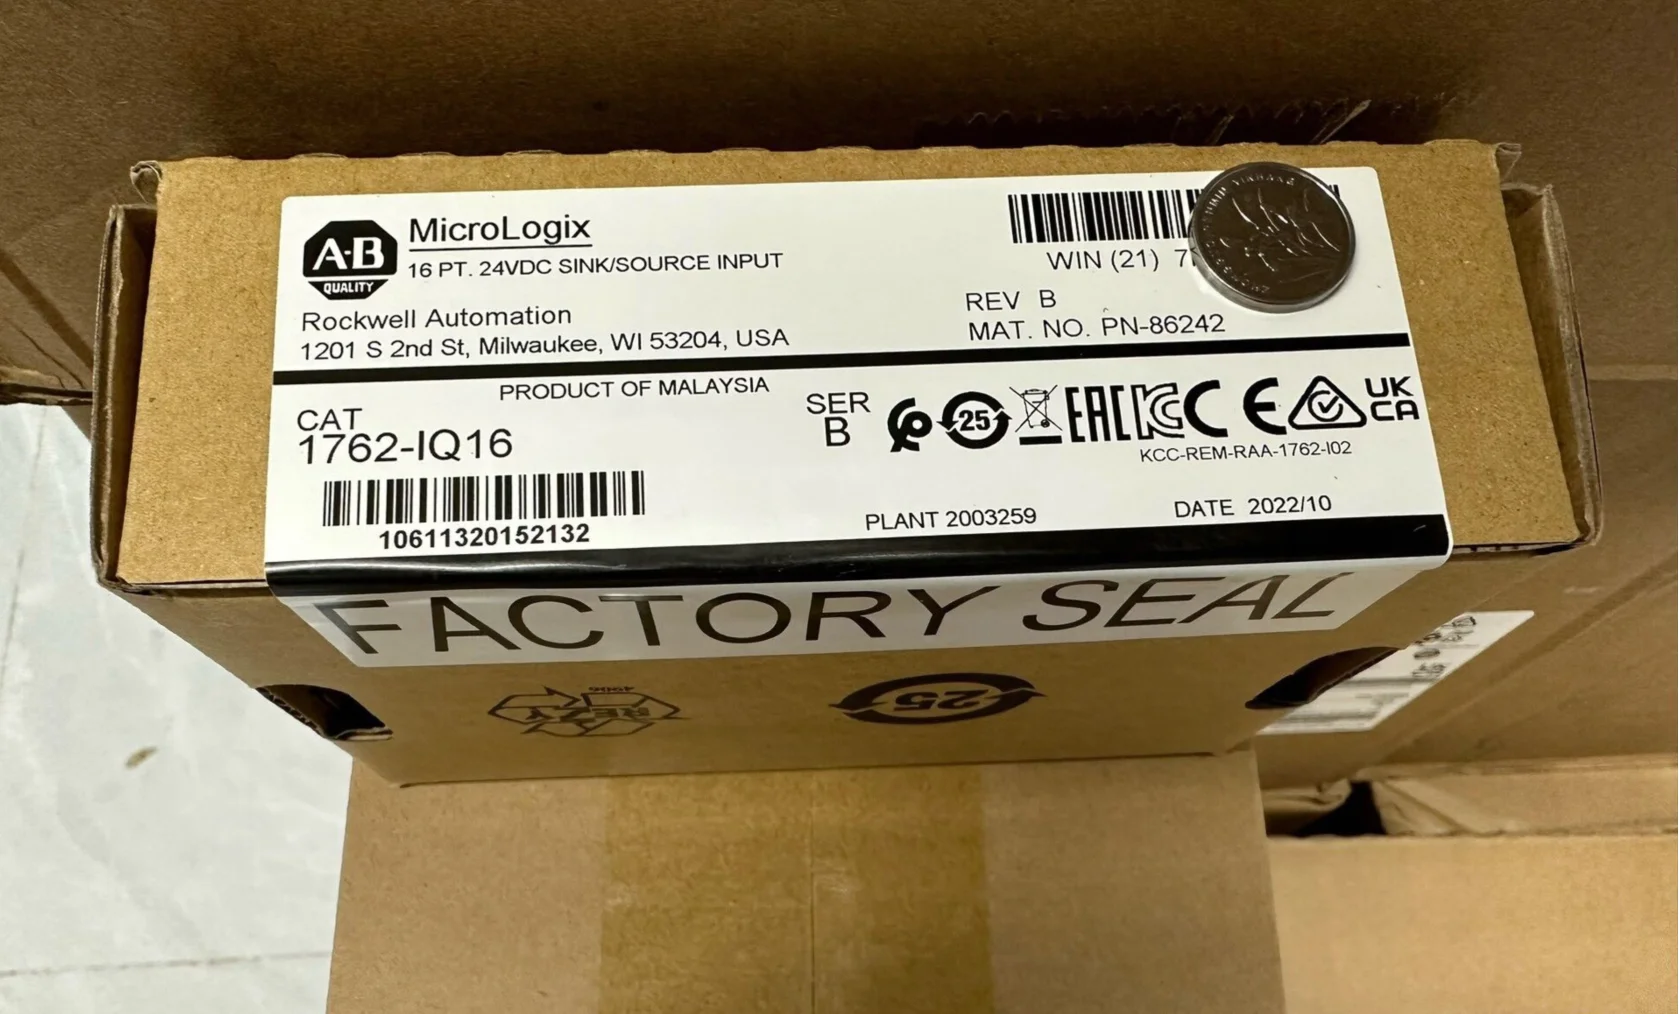 A·B
QUALITY
MicroLogix
16 PT. 24VDC SINK/SOURCE INPUT
Rockwell Automation
1201 S 2nd St, Milwaukee, WI 53204, USA
WIN (21)
REV B
MAT. NO. PN-86242
PRODUCT OF MALAYSIA
CAT
1762-IQ16
10611320152132
SER
B
25
EAC
CE
UK
CA
KCC-REM-RAA-1762-I02
PLANT 2003259
DATE 2022/10
FACTORY SEAL
25